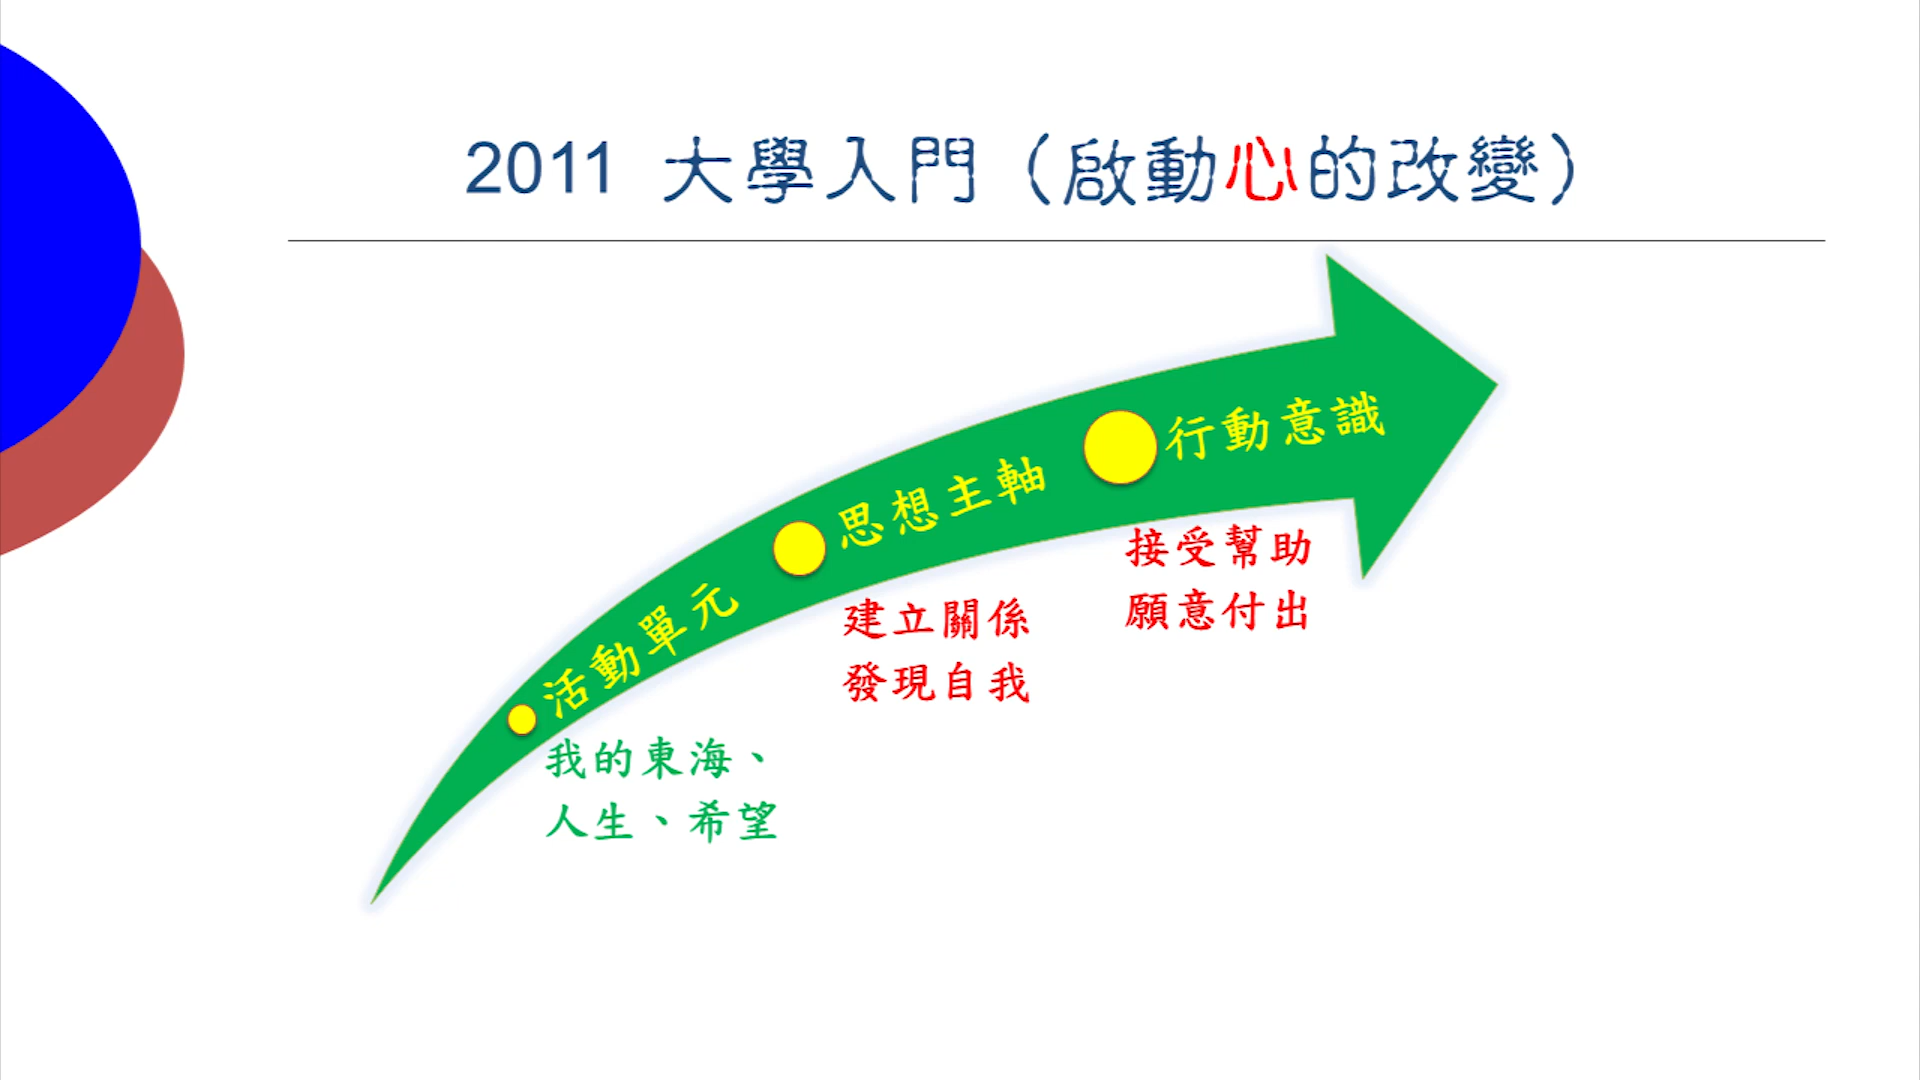 2011 大學入門（啟動心的改變）
活動單元
我的東海、
人生、希望
思想主軸
建立關係
發現自我
行動意識
接受幫助
願意付出